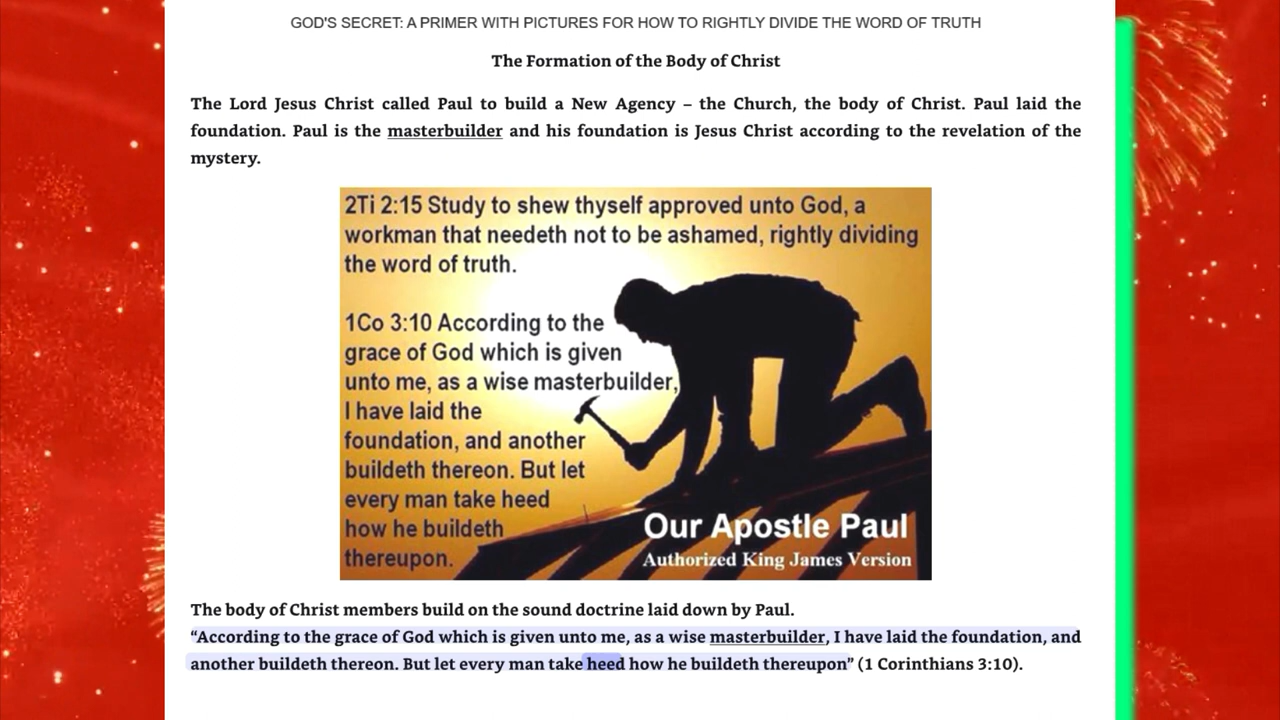 GOD'S SECRET: A PRIMER WITH PICTURES FOR HOW TO RIGHTLY DIVIDE THE WORD OF TRUTH
The Formation of the Body of Christ
The Lord Jesus Christ called Paul to build a New Agency – the Church, the body of Christ. Paul laid the
foundation. Paul is the masterbuilder and his foundation is Jesus Christ according to the revelation of the
mystery.
2Ti 2:15 Study to shew thyself approved unto God, a
workman that needeth not to be ashamed, rightly dividing
the word of truth.
1Co 3:10 According to the
grace of God which is given
unto me, as a wise masterbuilder,
I have laid the
foundation, and another
buildeth thereon. But let
every man take heed
how he buildeth
thereupon.
Our Apostle Paul
Authorized King James Version
The body of Christ members build on the sound doctrine laid down by Paul.
“According to the grace of God which is given unto me, as a wise masterbuilder, I have laid the foundation, and
another buildeth thereon. But let every man take heed how he buildeth thereupon” (1 Corinthians 3:10).